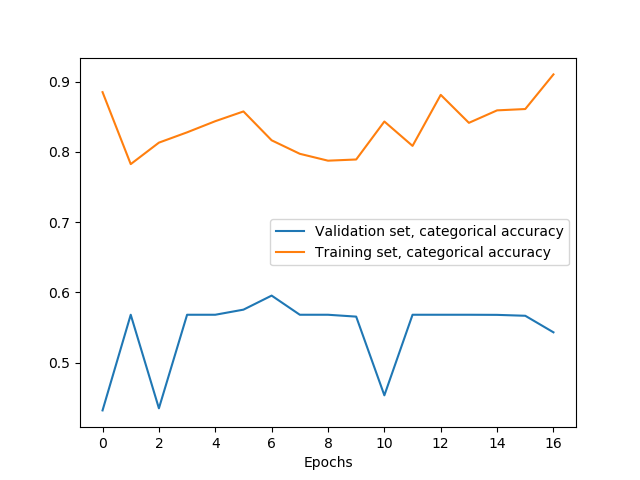 0.9
0.8
0.7
Validation set, categorical accuracy
Training set, categorical accuracy
0.6
0.5
0 2 4 6 8 10 12 14 16
Epochs